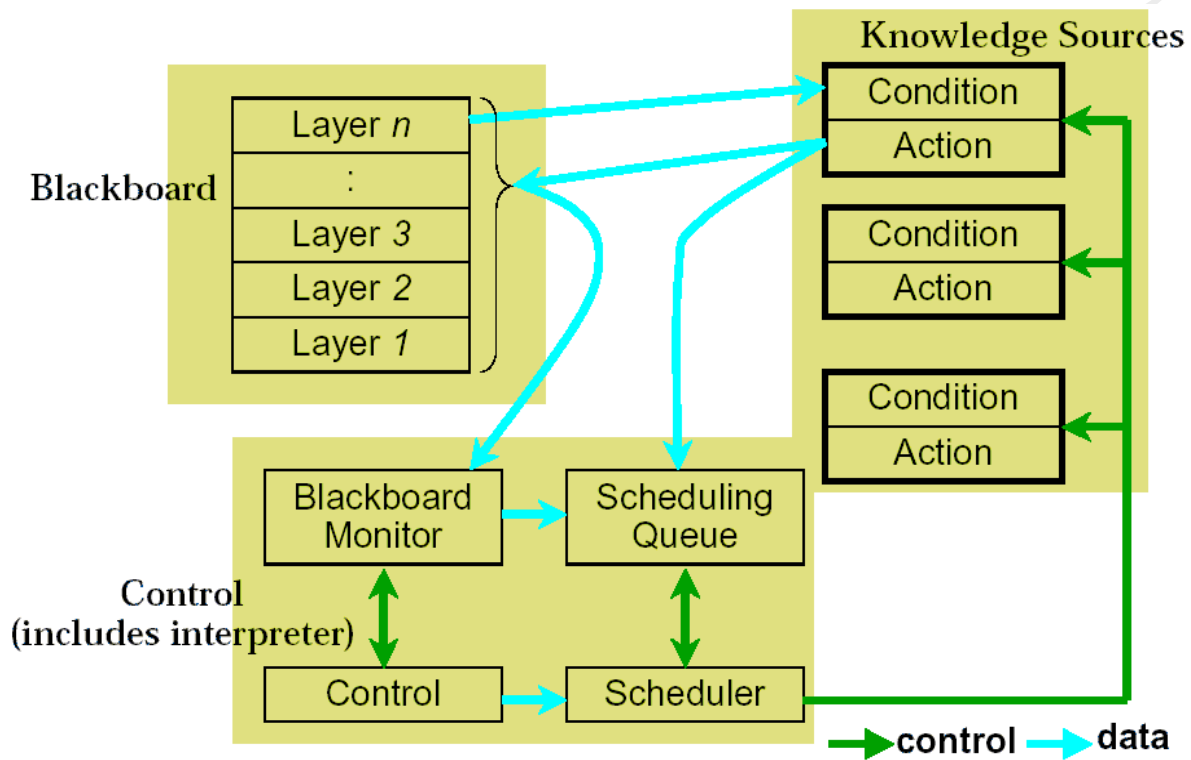 Knowledge Sources
Condition
Action
Condition
Action
Condition
Action
Blackboard
Layer n
:
Layer 3
Layer 2
Layer 1
Blackboard
Monitor
Scheduling
Queue
Control
(includes interpreter)
Control
Scheduler
control
data